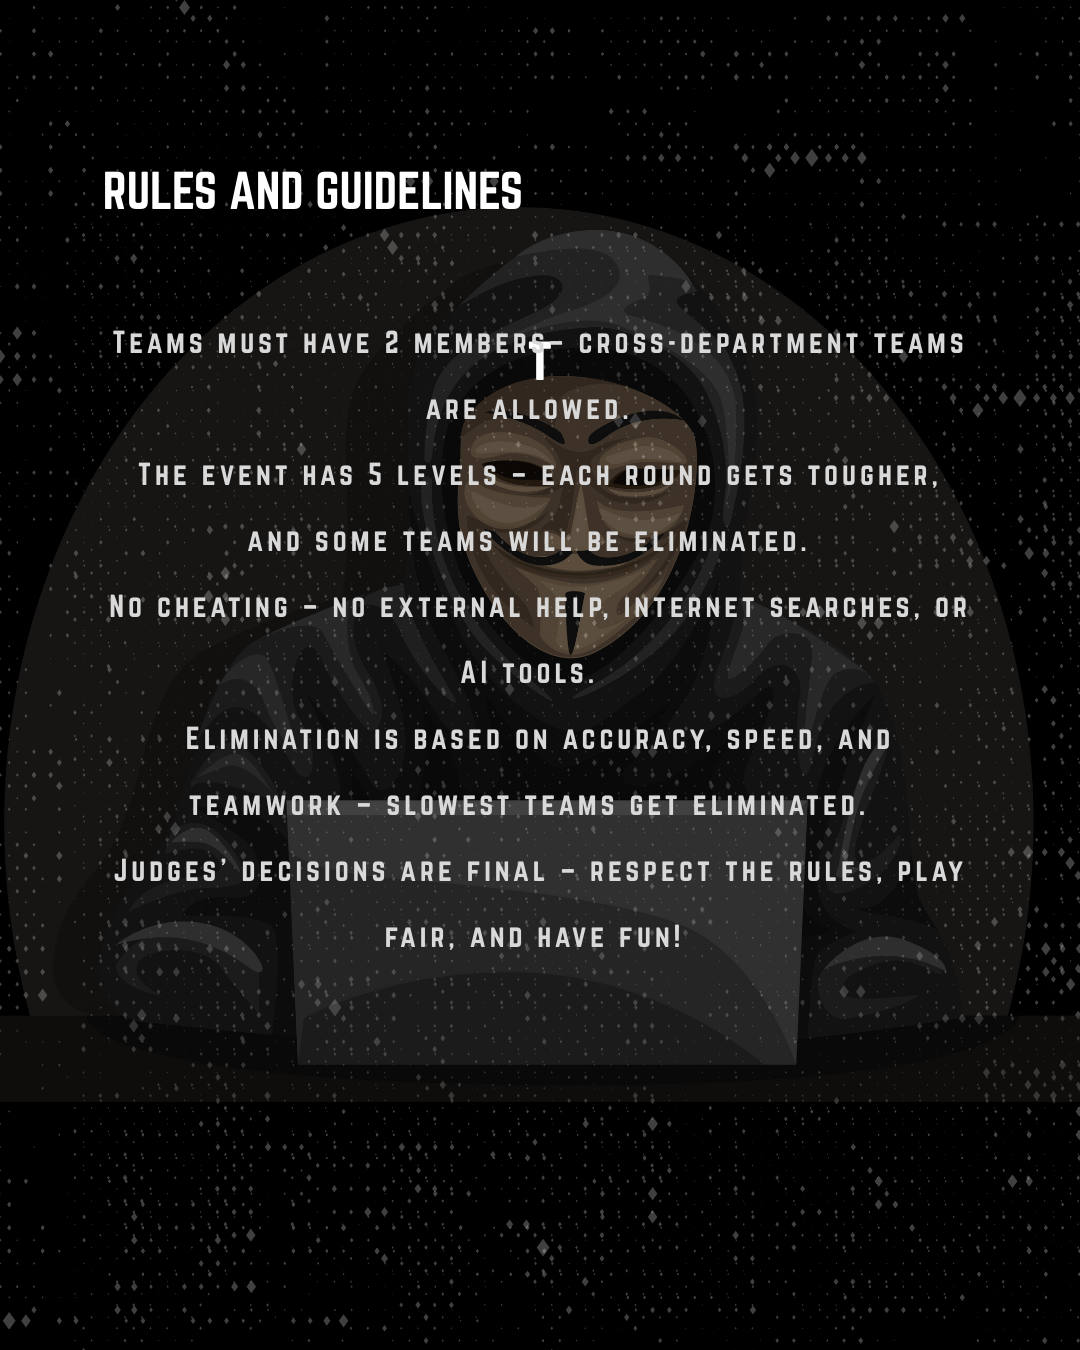 RULES AND GUIDELINES
Teams must have 2 members– cross-department teams
T
are allowed.
The event has 5 levels – each round gets tougher,
and some teams will be eliminated.
No cheating – no external help, internet searches, or
AI tools.
Elimination is based on accuracy, speed, and
teamwork – slowest teams get eliminated.
Judges’ decisions are final – respect the rules, play
fair, and have fun!